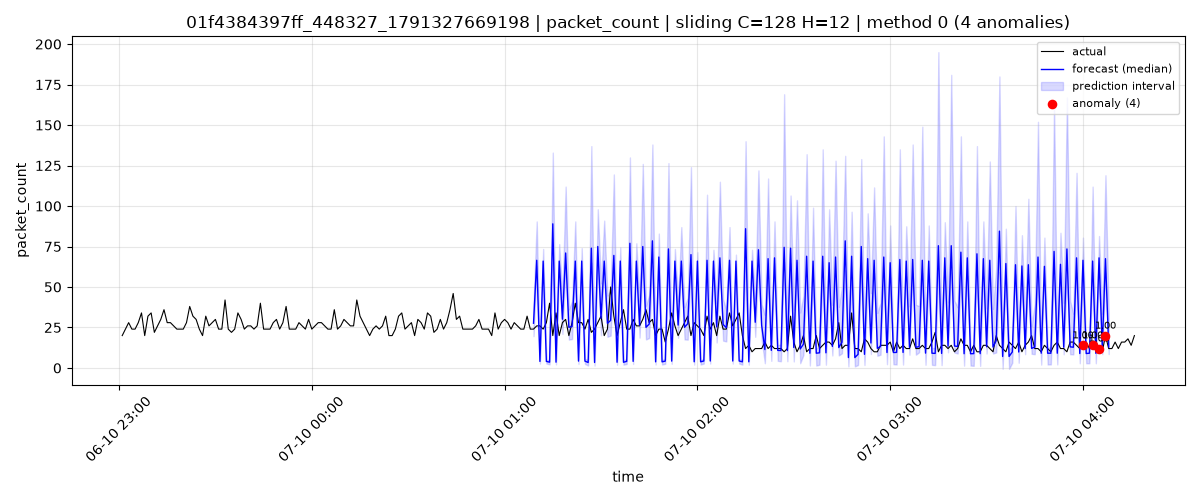 01f4384397ff_448327_1791327669198 | packet_count | sliding C=128 H=12 | method 0 (4 anomalies)
actual
forecast (median)
prediction interval
anomaly (4)
packet_count
200
175
150
125
100
75
50
25
0
1.00
06-10 23:00
07-10 00:00
07-10 01:00
07-10 02:00
07-10 03:00
07-10 04:00
time